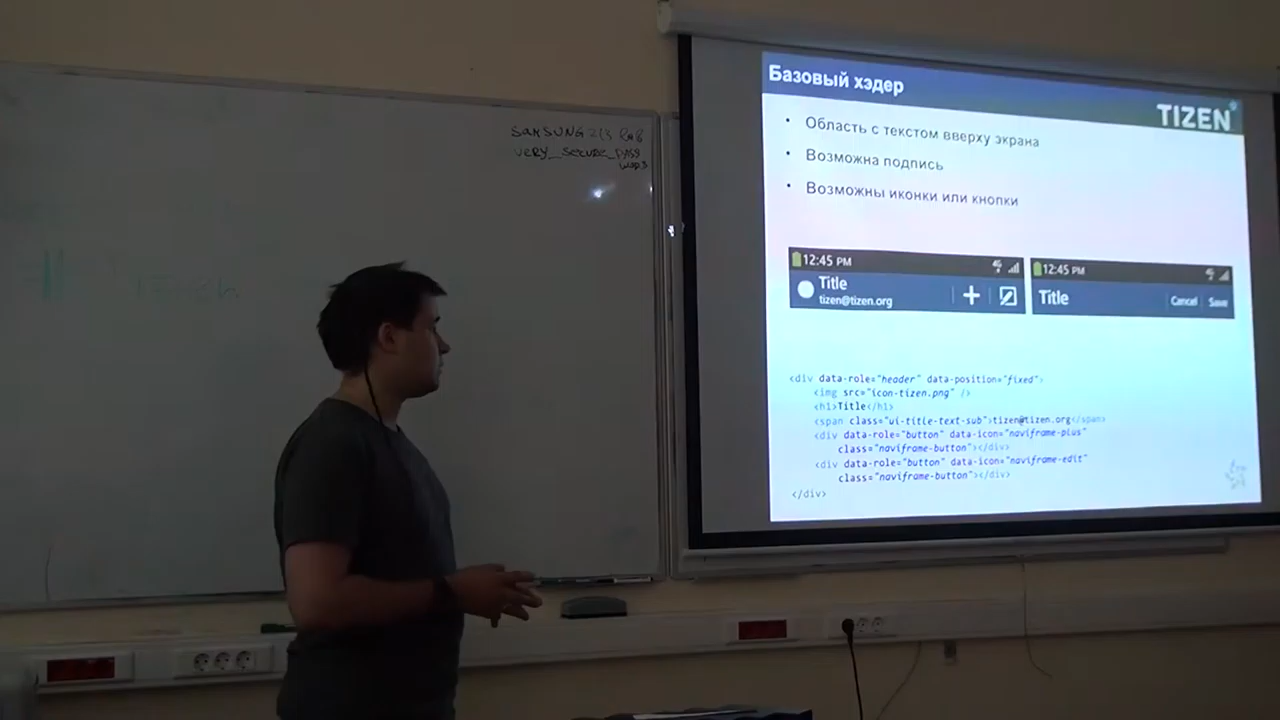 SAMSUNG 213
very_secure_pass
Базовый хэдер
TIZEN
• Область с текстом вверху экрана
• Возможна подпись
• Возможны иконки или кнопки
12:45 PM
4G
Title
tizen@tizen.org
12:45 PM
4G
Title
Cancel
Save
<div data-role="header" data-position="fixed">
<img src="icon-tizen.png" />
<h1>Title</h1>
<span class="ui-title-text-sub">tizen@tizen.org</span>
<div data-role="button" data-icon="naviframe-plus"
class="naviframe-button"></div>
<div data-role="button" data-icon="naviframe-edit"
class="naviframe-button"></div>
</div>